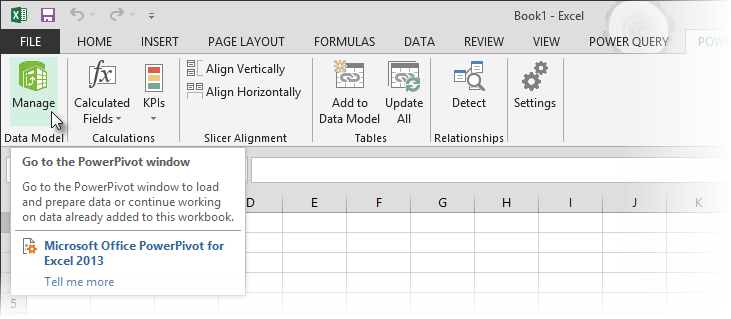 Book1 - Excel
FILE HOME INSERT PAGE LAYOUT FORMULAS DATA REVIEW VIEW POWER QUERY
Manage
Calculated Fields
KPIs
Align Vertically
Align Horizontally
Add to Data Model
Update All
Detect
Settings
Data Model Calculations Slicer Alignment Tables Relationships
Go to the PowerPivot window
Go to the PowerPivot window to load
and prepare data or continue working
on data already added to this workbook.
Microsoft Office PowerPivot for
Excel 2013
Tell me more
D E F G H I J K
5